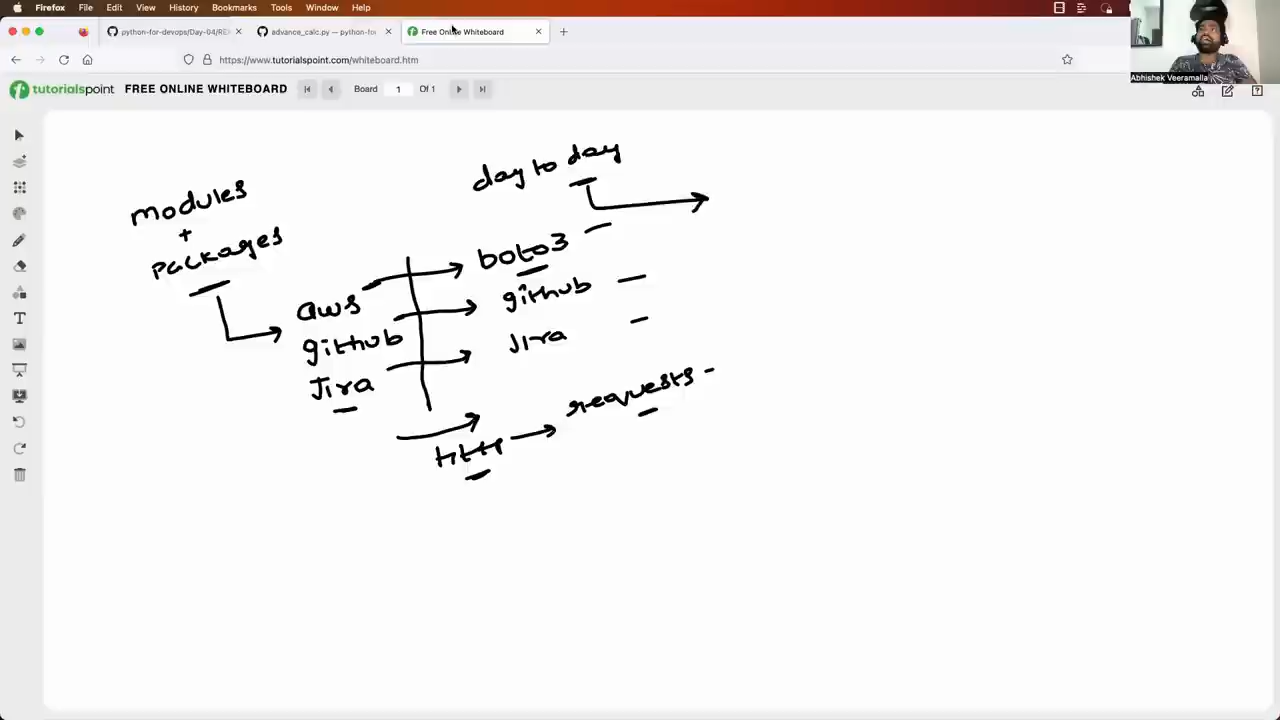 Firefox File Edit View History Bookmarks Tools Window Help
python-for-devops/Day-04/RE
advance_calc.py — python-for
Free Online Whiteboard
https://www.tutorialspoint.com/whiteboard.htm
Abhishek Veeramalla
tutorialspoint FREE ONLINE WHITEBOARD Board 1 Of 1
day to day
modules
+
packages
boto3
aws
github
github
Jira
Jira
requests
http